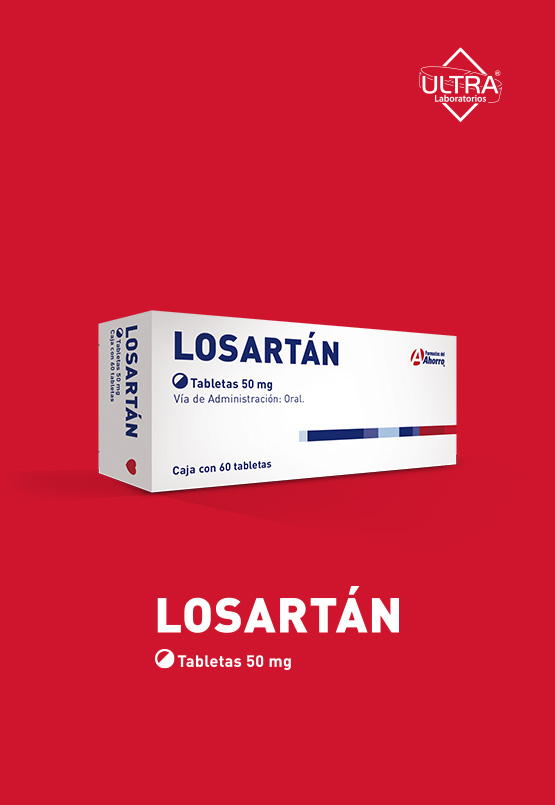 ULTRA®
Laboratorios
LOSARTÁN
Tabletas 50 mg
Caja con 60 tabletas
LOSARTÁN
Tabletas 50 mg
Vía de Administración: Oral.
Farmacias del
Ahorro
Caja con 60 tabletas
LOSARTÁN
Tabletas 50 mg